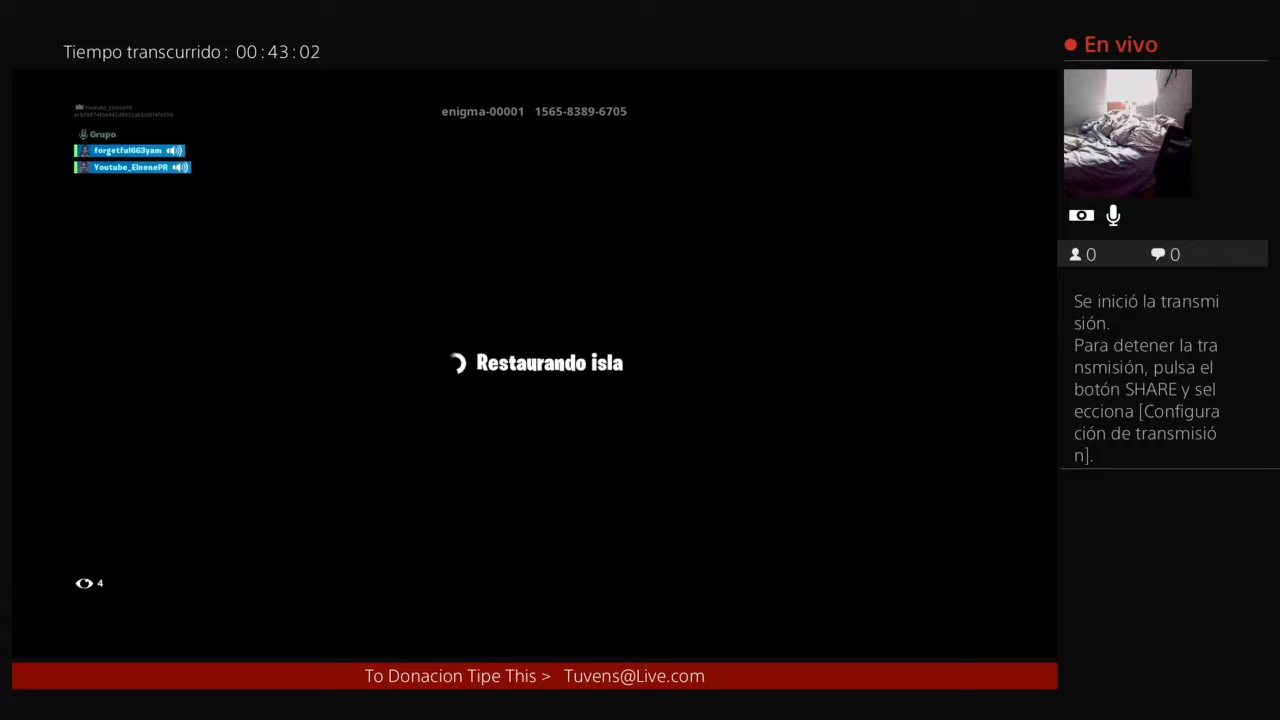 Tiempo transcurrido: 00:43:02
En vivo
Youtube_ElnenePR
enigma-00001 1565-8389-6705
Grupo
forgetful663yam
Youtube_ElnenePR
0 0
Se inició la transmi
sión.
Para detener la tra
nsmisión, pulsa el
botón SHARE y sel
ecciona [Configura
ción de transmisió
n].
Restaurando isla
4
To Donacion Tipe This > Tuvens@Live.com